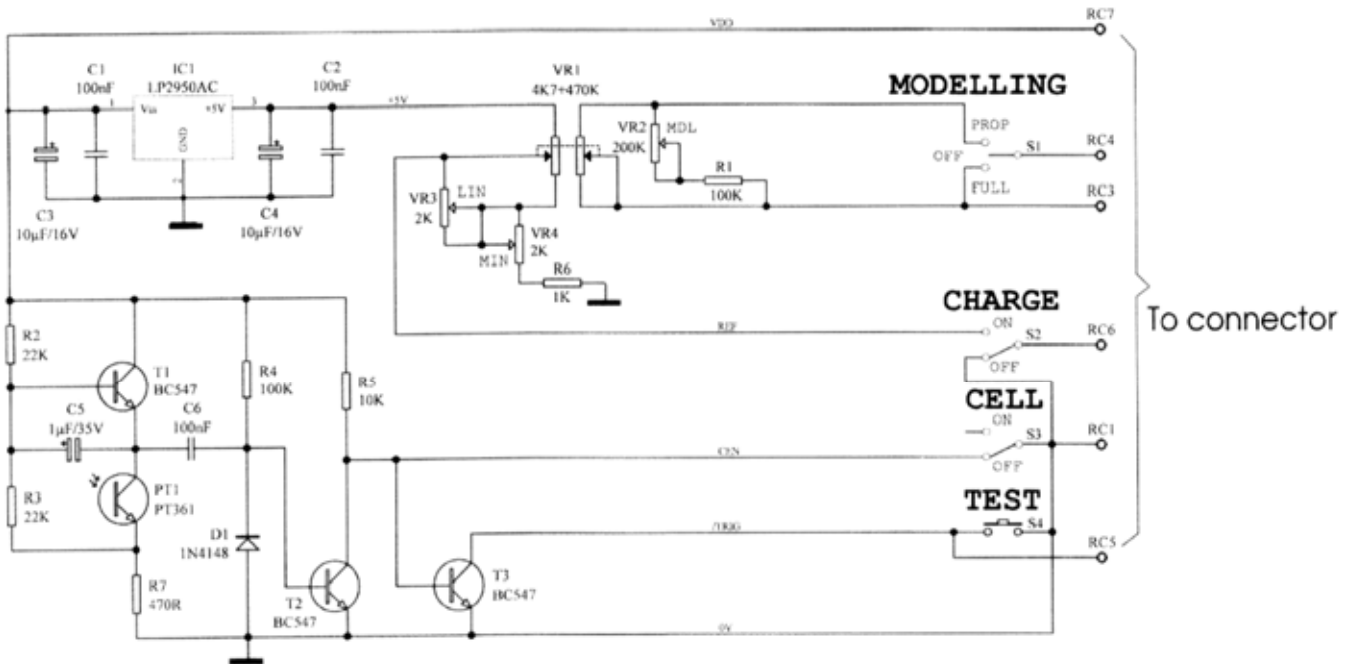 VDD
RC7
C1
100nF
IC1
LP2950AC
C2
100nF
VR1
4K7+470K
MODELLING
1
Vin
+5V
3
+5V
GND
2
VR2
200K
MDL
PROP
OFF
S1
RC4
R1
100K
FULL
RC3
C3
10µF/16V
C4
10µF/16V
VR3
2K
LIN
VR4
2K
MIN
R6
1K
CHARGE
REF
ON
S2
RC6
OFF
To connector
R2
22K
T1
BC547
R4
100K
R5
10K
C5
1µF/35V
C6
100nF
CELL
ON
S3
RC1
CEN
OFF
R3
22K
PT1
PT361
TEST
D1
1N4148
/TRIG
S4
RC5
R7
470R
T2
BC547
T3
BC547
0V